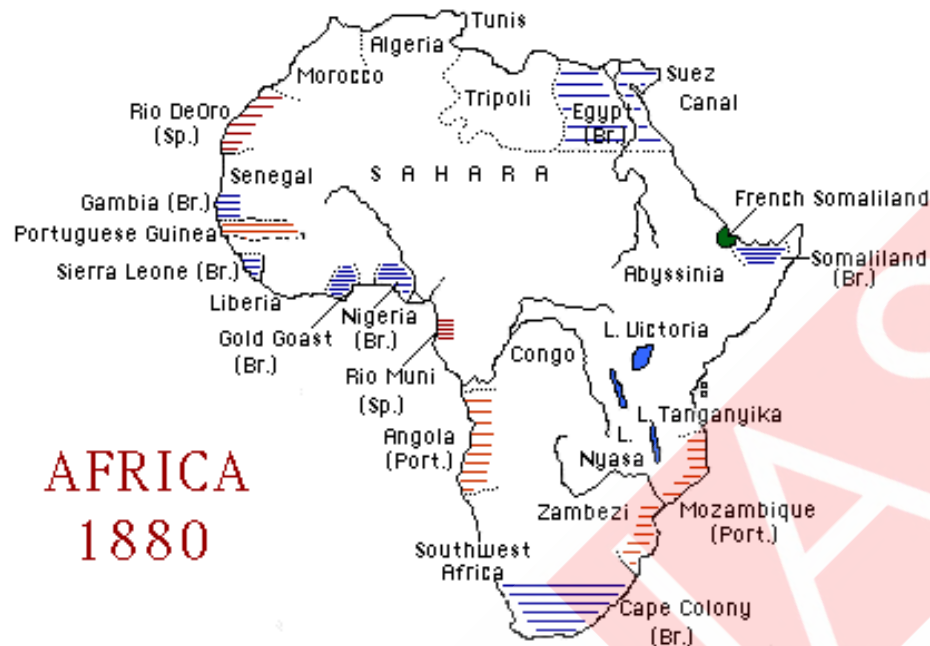 Tunis
Algeria
Morocco
Suez
Canal
Tripoli
Egypt
(Br.)
Rio DeOro
(Sp.)
SAHARA
Senegal
Gambia (Br.)
French Somaliland
Portuguese Guinea
Sierra Leone (Br.)
Abyssinia
Somaliland
(Br.)
Liberia
Nigeria
(Br.)
Gold Goast
(Br.)
L. Victoria
Congo
Rio Muni
(Sp.)
L. Tanganyika
Angola
(Port.)
L.
Nyasa
AFRICA
1880
Zambezi
Mozambique
(Port.)
Southwest
Africa
Cape Colony
(Br.)